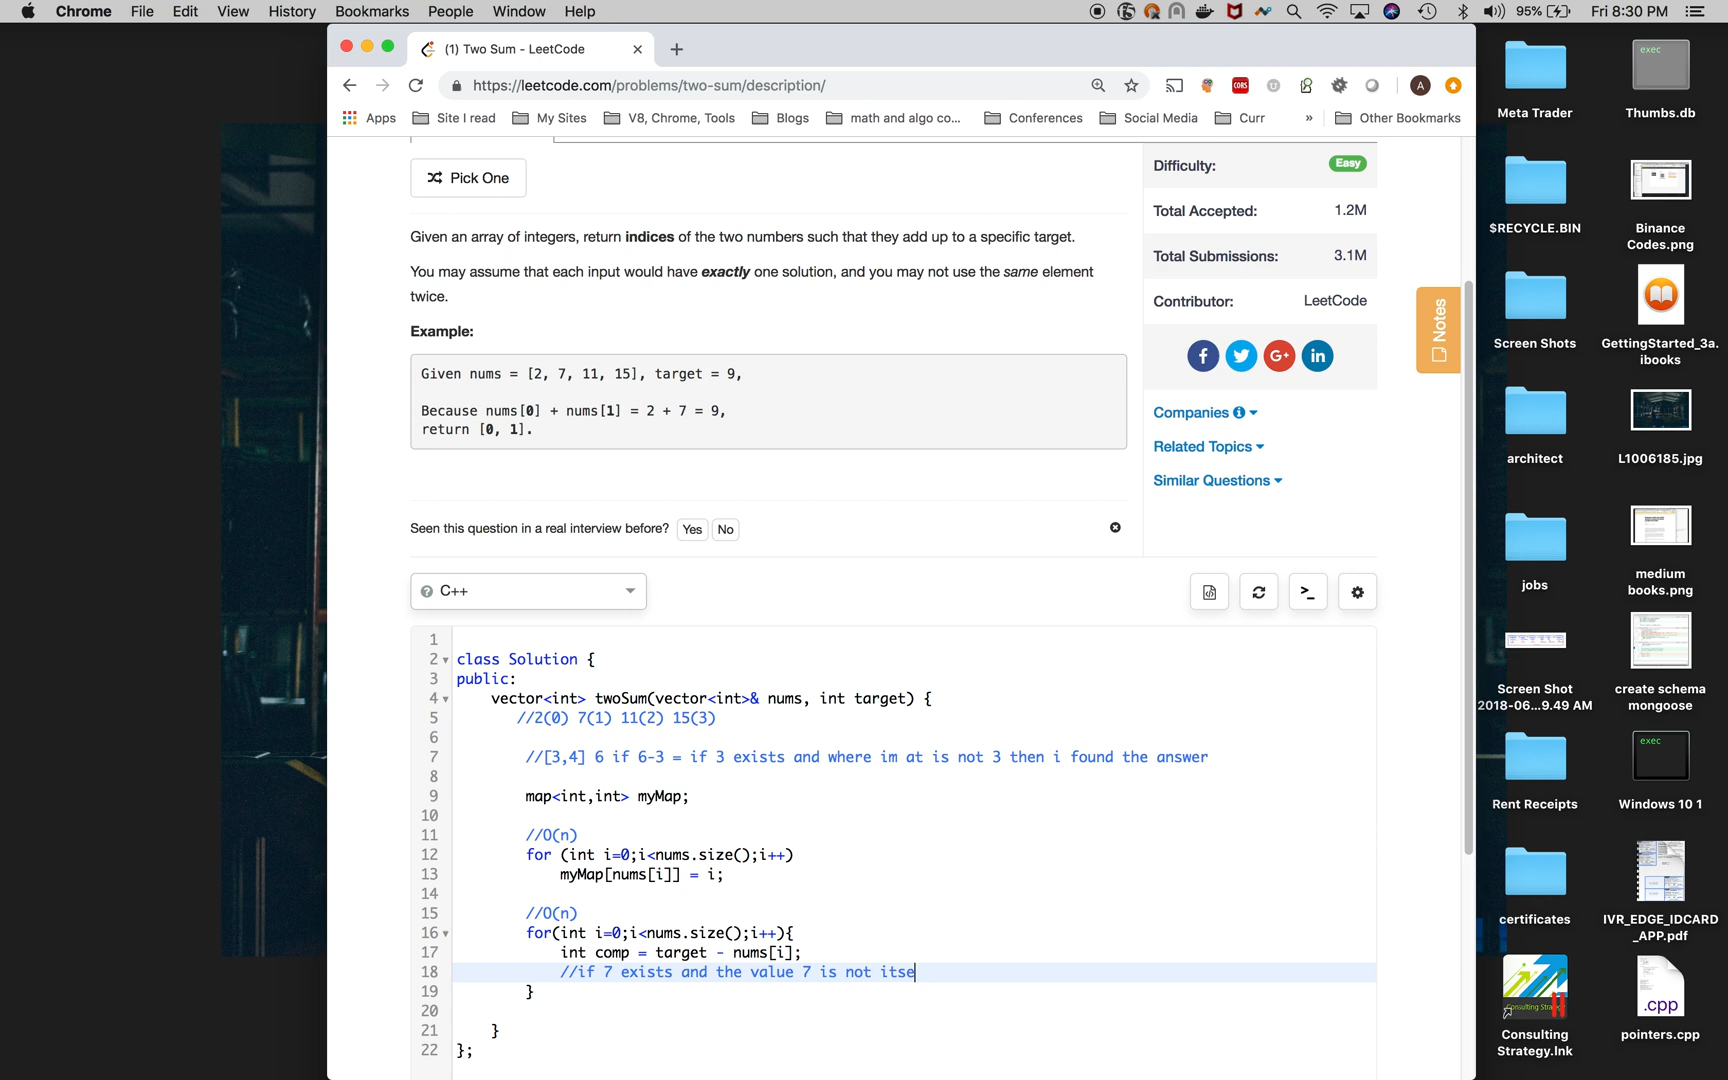 Chrome File Edit View History Bookmarks People Window Help 95% Fri 8:30 PM
(1) Two Sum - LeetCode
https://leetcode.com/problems/two-sum/description/
CORS
A
Apps Site I read My Sites V8, Chrome, Tools Blogs math and algo co... Conferences Social Media Curr » Other Bookmarks
Pick One
Given an array of integers, return indices of the two numbers such that they add up to a specific target.
You may assume that each input would have exactly one solution, and you may not use the same element
twice.
Example:
Given nums = [2, 7, 11, 15], target = 9,
Because nums[0] + nums[1] = 2 + 7 = 9,
return [0, 1].
Seen this question in a real interview before? Yes No
Difficulty: Easy
Total Accepted: 1.2M
Total Submissions: 3.1M
Contributor: LeetCode
f G+ in
Companies
Related Topics
Similar Questions
Notes
C++
1
2 class Solution {
3 public:
4 vector<int> twoSum(vector<int>& nums, int target) {
5 //2(0) 7(1) 11(2) 15(3)
6
7 //[3,4] 6 if 6-3 = if 3 exists and where im at is not 3 then i found the answer
8
9 map<int,int> myMap;
10
11 //O(n)
12 for (int i=0;i<nums.size();i++)
13 myMap[nums[i]] = i;
14
15 //O(n)
16 for(int i=0;i<nums.size();i++){
17 int comp = target - nums[i];
18 //if 7 exists and the value 7 is not itse
19 }
20
21 }
22 };
Meta Trader
exec
Thumbs.db
$RECYCLE.BIN
Binance
Codes.png
Screen Shots
GettingStarted_3a.
ibooks
architect
L1006185.jpg
jobs
medium
books.png
Screen Shot
2018-06...9.49 AM
create schema
mongoose
Rent Receipts
exec
Windows 10 1
certificates
IVR_EDGE_IDCARD
_APP.pdf
Consulting
Strategy.lnk
.cpp
pointers.cpp